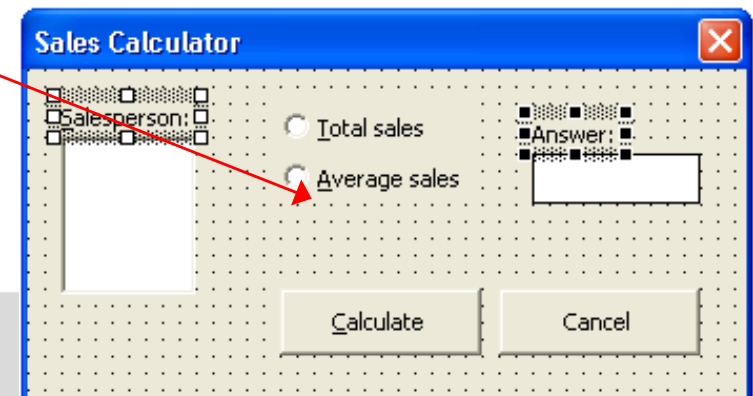 Sales Calculator
Salesperson:
Total sales
Answer:
Average sales
Calculate
Cancel